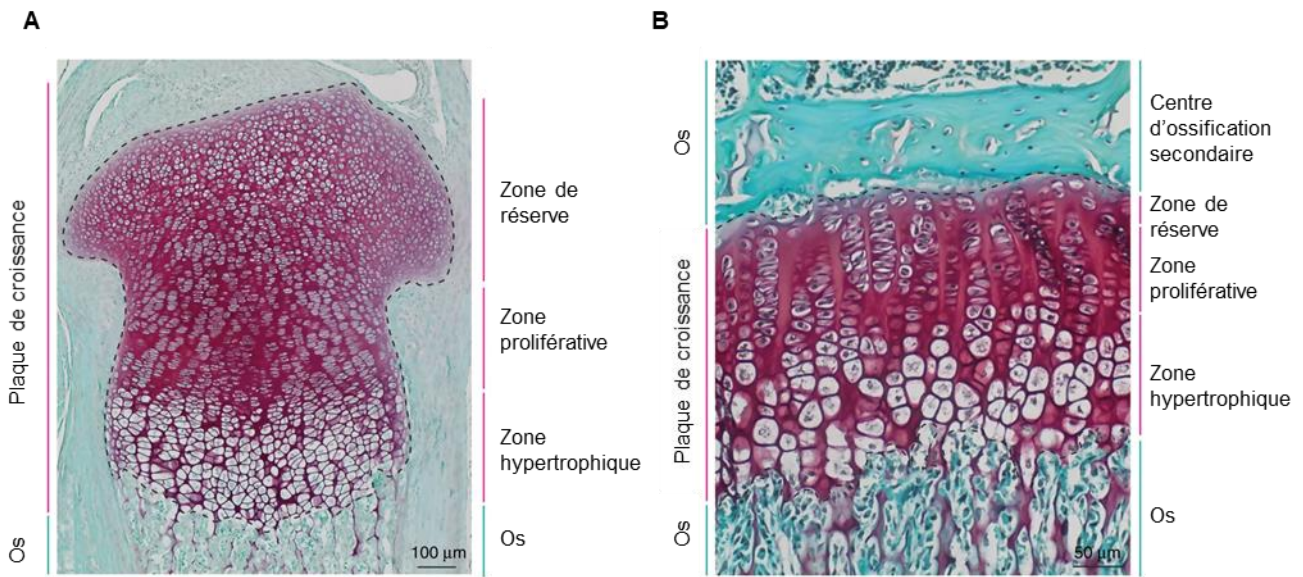 A
Plaque de croissance
Os
Zone de
réserve
Zone
proliférative
Zone
hypertrophique
Os
100 µm
B
Os
Plaque de croissance
Os
Centre
d'ossification
secondaire
Zone de
réserve
Zone
proliférative
Zone
hypertrophique
Os
50 µm